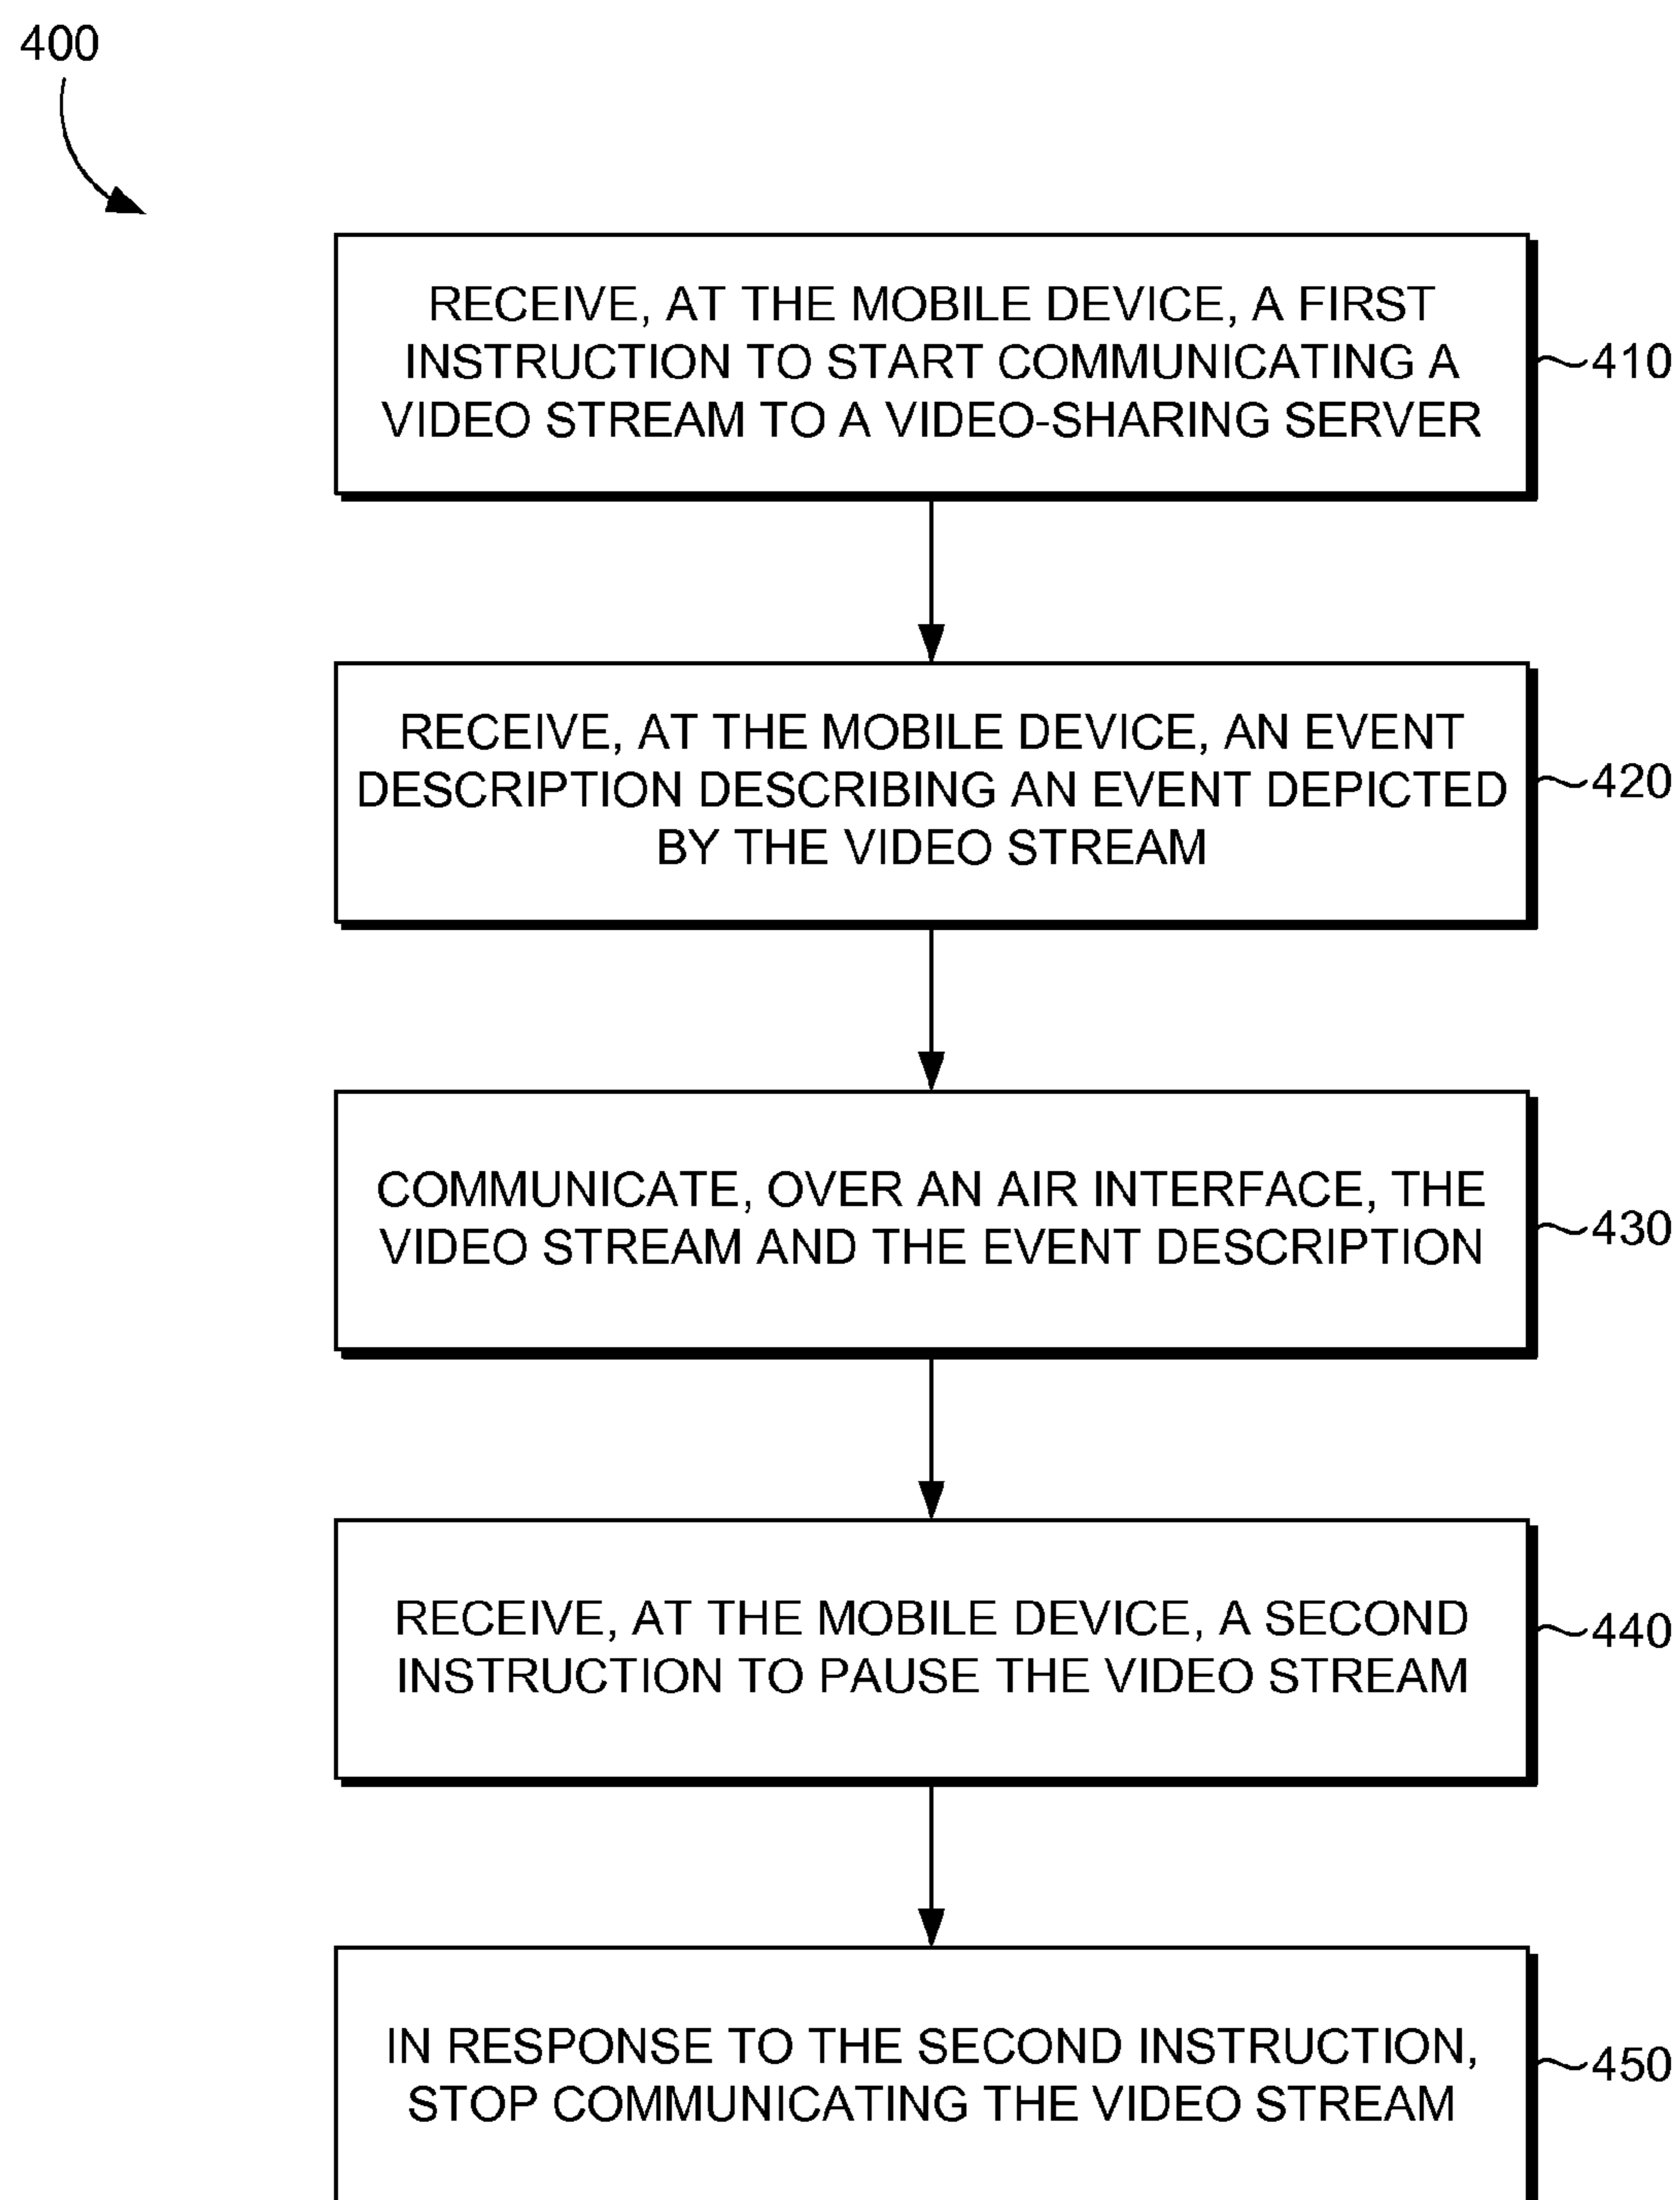 400
RECEIVE, AT THE MOBILE DEVICE, A FIRST
INSTRUCTION TO START COMMUNICATING A
VIDEO STREAM TO A VIDEO-SHARING SERVER
410
RECEIVE, AT THE MOBILE DEVICE, AN EVENT
DESCRIPTION DESCRIBING AN EVENT DEPICTED
BY THE VIDEO STREAM
420
COMMUNICATE, OVER AN AIR INTERFACE, THE
VIDEO STREAM AND THE EVENT DESCRIPTION
430
RECEIVE, AT THE MOBILE DEVICE, A SECOND
INSTRUCTION TO PAUSE THE VIDEO STREAM
440
IN RESPONSE TO THE SECOND INSTRUCTION,
STOP COMMUNICATING THE VIDEO STREAM
450